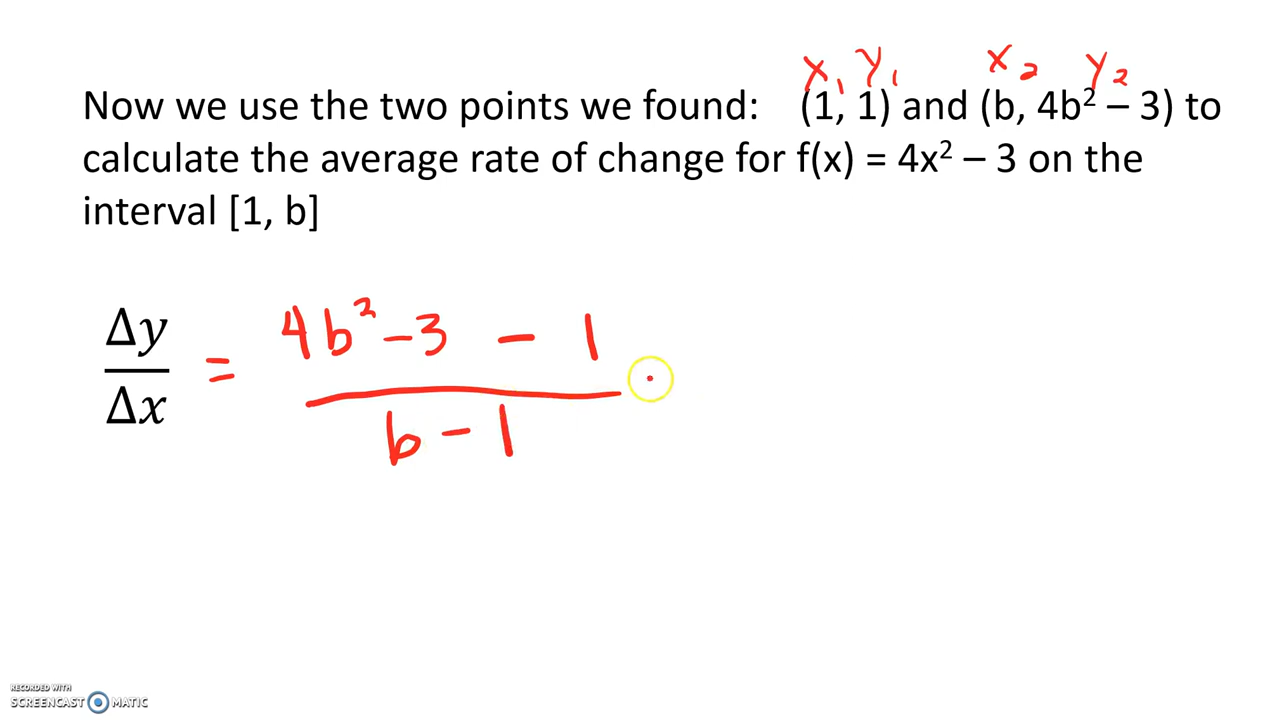 x₁ y₁ x₂ y₂
Now we use the two points we found: (1, 1) and (b, 4b² – 3) to
calculate the average rate of change for f(x) = 4x² – 3 on the
interval [1, b]
Δy/Δx = (4b² – 3 – 1)/(b – 1)
RECORDED WITH
SCREENCAST MATIC